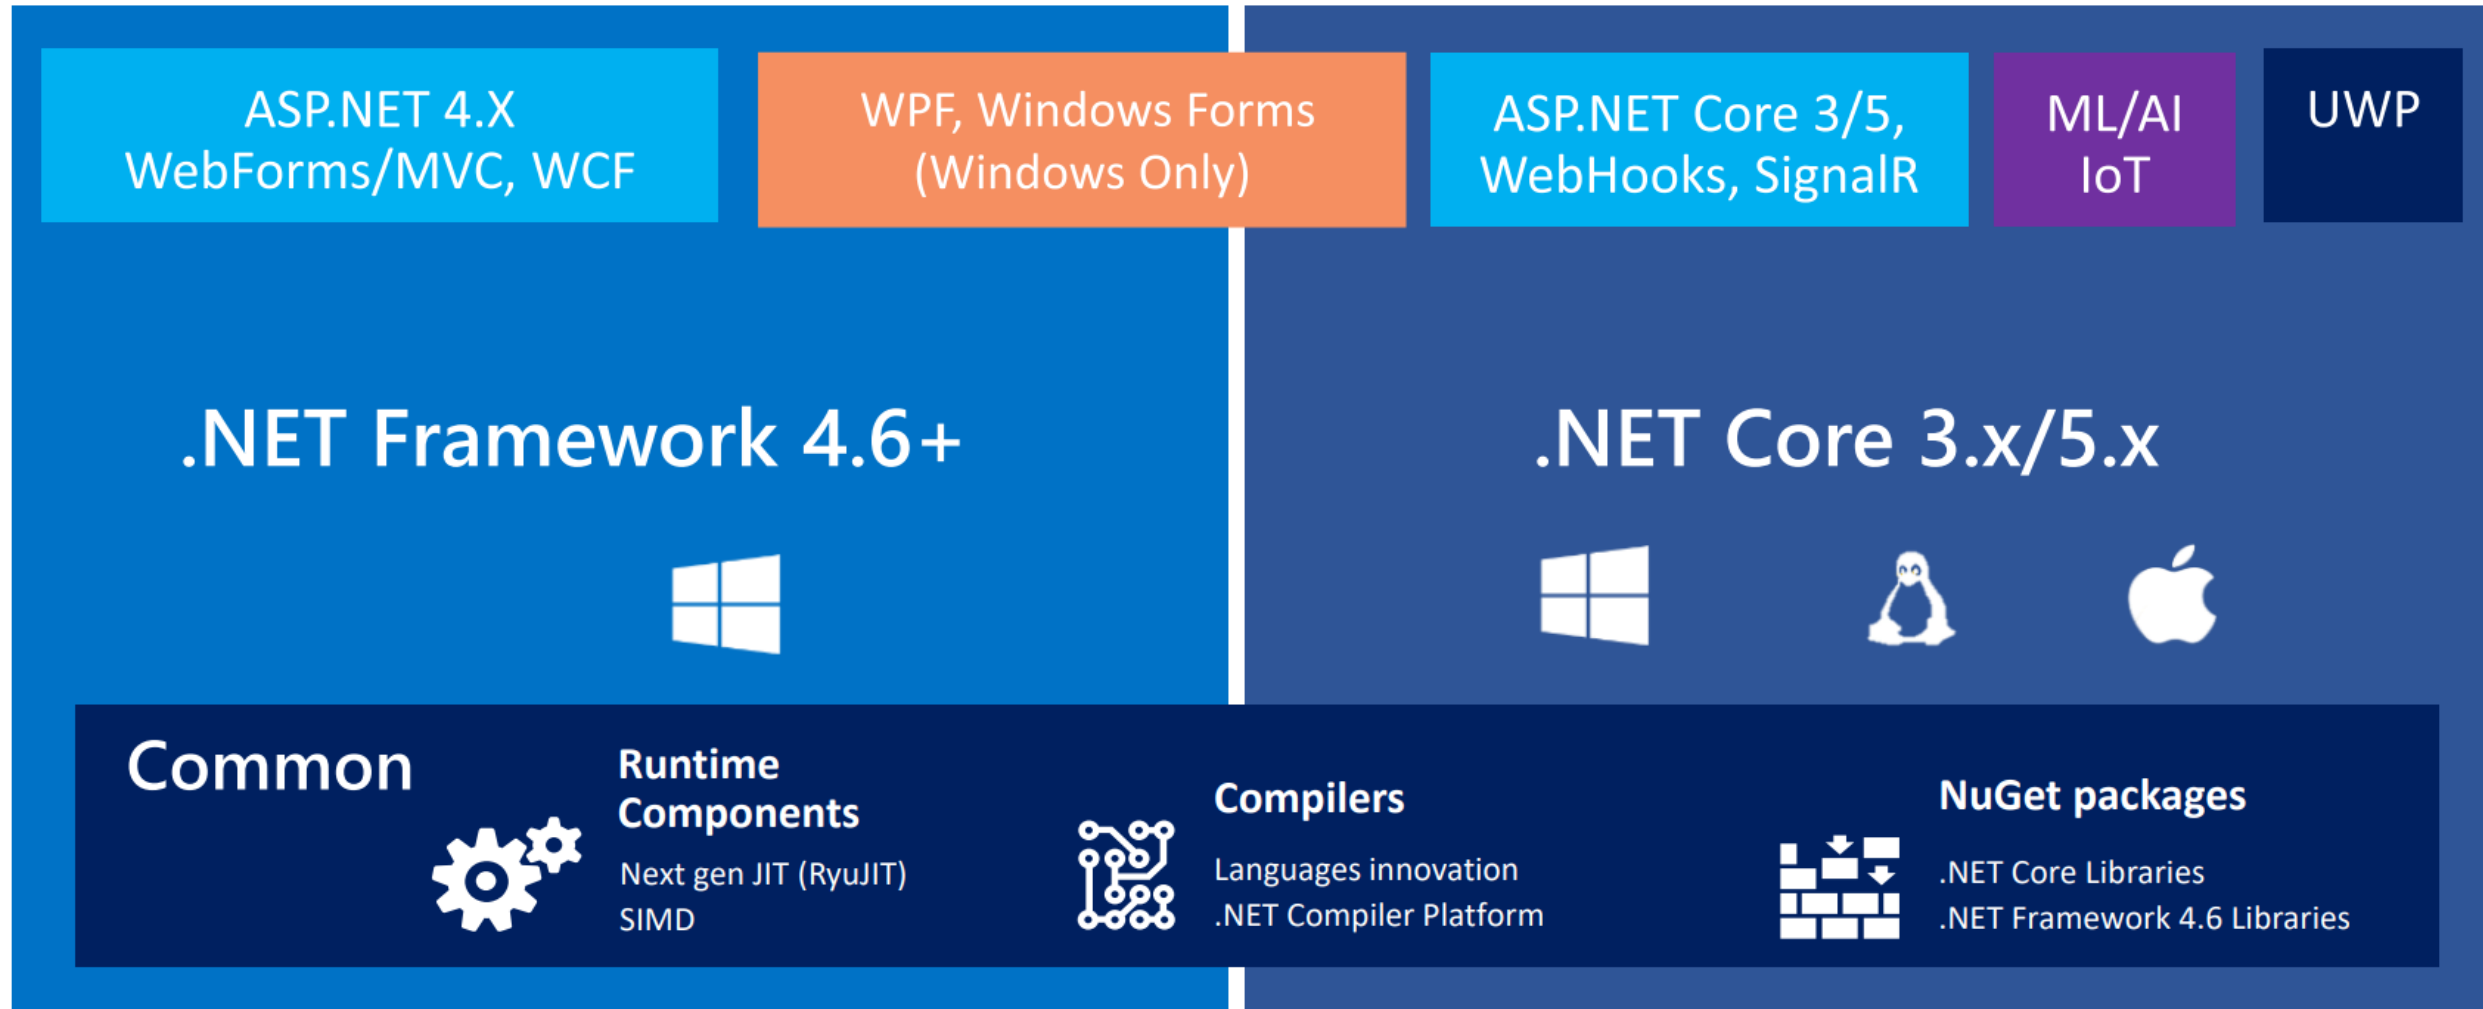 ASP.NET 4.X
WebForms/MVC, WCF
WPF, Windows Forms
(Windows Only)
ASP.NET Core 3/5,
WebHooks, SignalR
ML/AI
IoT
UWP
.NET Framework 4.6+
.NET Core 3.x/5.x
Common
Runtime
Components
Next gen JIT (RyuJIT)
SIMD
Compilers
Languages innovation
.NET Compiler Platform
NuGet packages
.NET Core Libraries
.NET Framework 4.6 Libraries